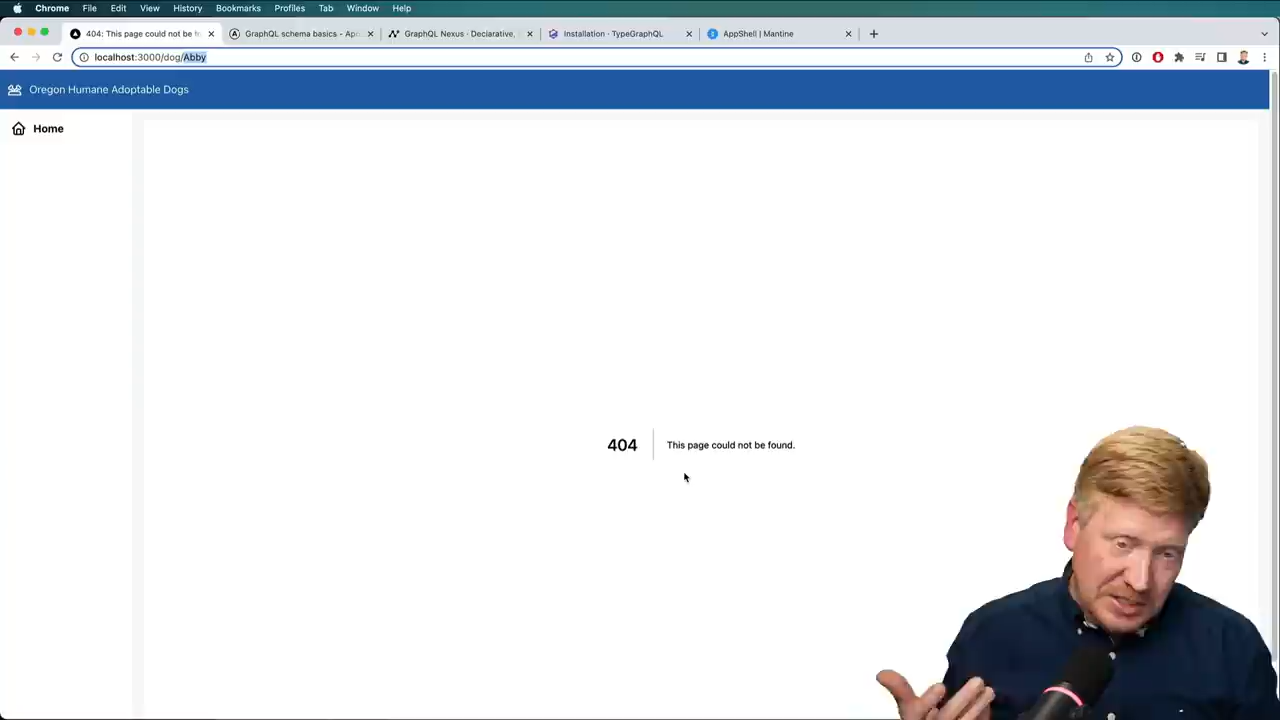 Chrome File Edit View History Bookmarks Profiles Tab Window Help
404: This page could not be fo
GraphQL schema basics - Apo
GraphQL Nexus · Declarative,
Installation · TypeGraphQL
AppShell | Mantine
localhost:3000/dog/Abby
Oregon Humane Adoptable Dogs
Home
404
This page could not be found.